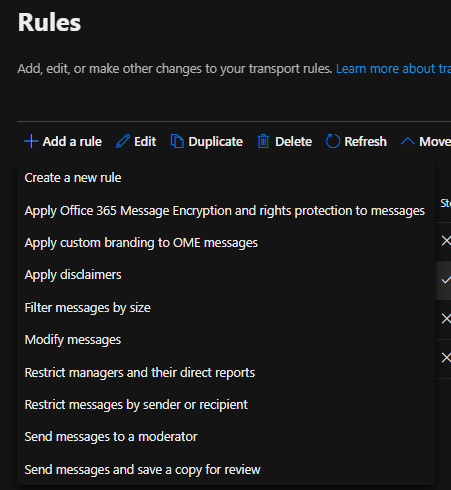 Rules
Add, edit, or make other changes to your transport rules. Learn more about tra
Add a rule Edit Duplicate Delete Refresh Move
Create a new rule
Apply Office 365 Message Encryption and rights protection to messages
Apply custom branding to OME messages
Apply disclaimers
Filter messages by size
Modify messages
Restrict managers and their direct reports
Restrict messages by sender or recipient
Send messages to a moderator
Send messages and save a copy for review